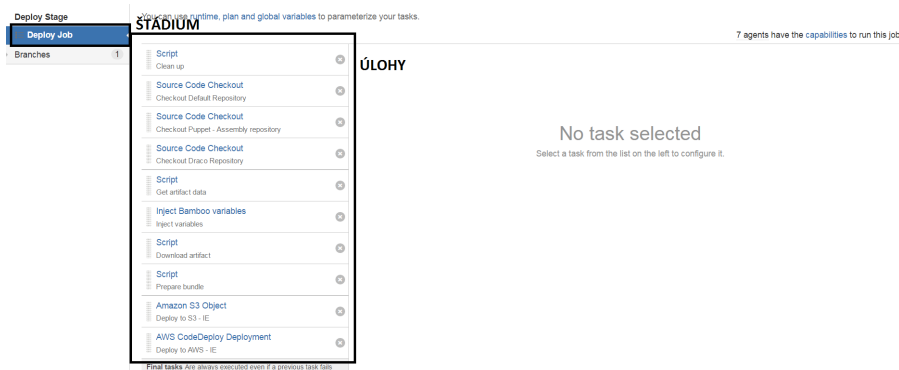 Deploy Stage
Deploy Job
Branches 1
You can use runtime, plan and global variables to parameterize your tasks.
ŠTÁDIUM
7 agents have the capabilities to run this job
ÚLOHY
Script
Clean up
Source Code Checkout
Checkout Default Repository
Source Code Checkout
Checkout Puppet - Assembly repository
Source Code Checkout
Checkout Draco Repository
Script
Get artifact data
Inject Bamboo variables
Inject variables
Script
Download artifact
Script
Prepare bundle
Amazon S3 Object
Deploy to S3 - IE
AWS CodeDeploy Deployment
Deploy to AWS - IE
Final tasks Are always executed even if a previous task fails
No task selected
Select a task from the list on the left to configure it.